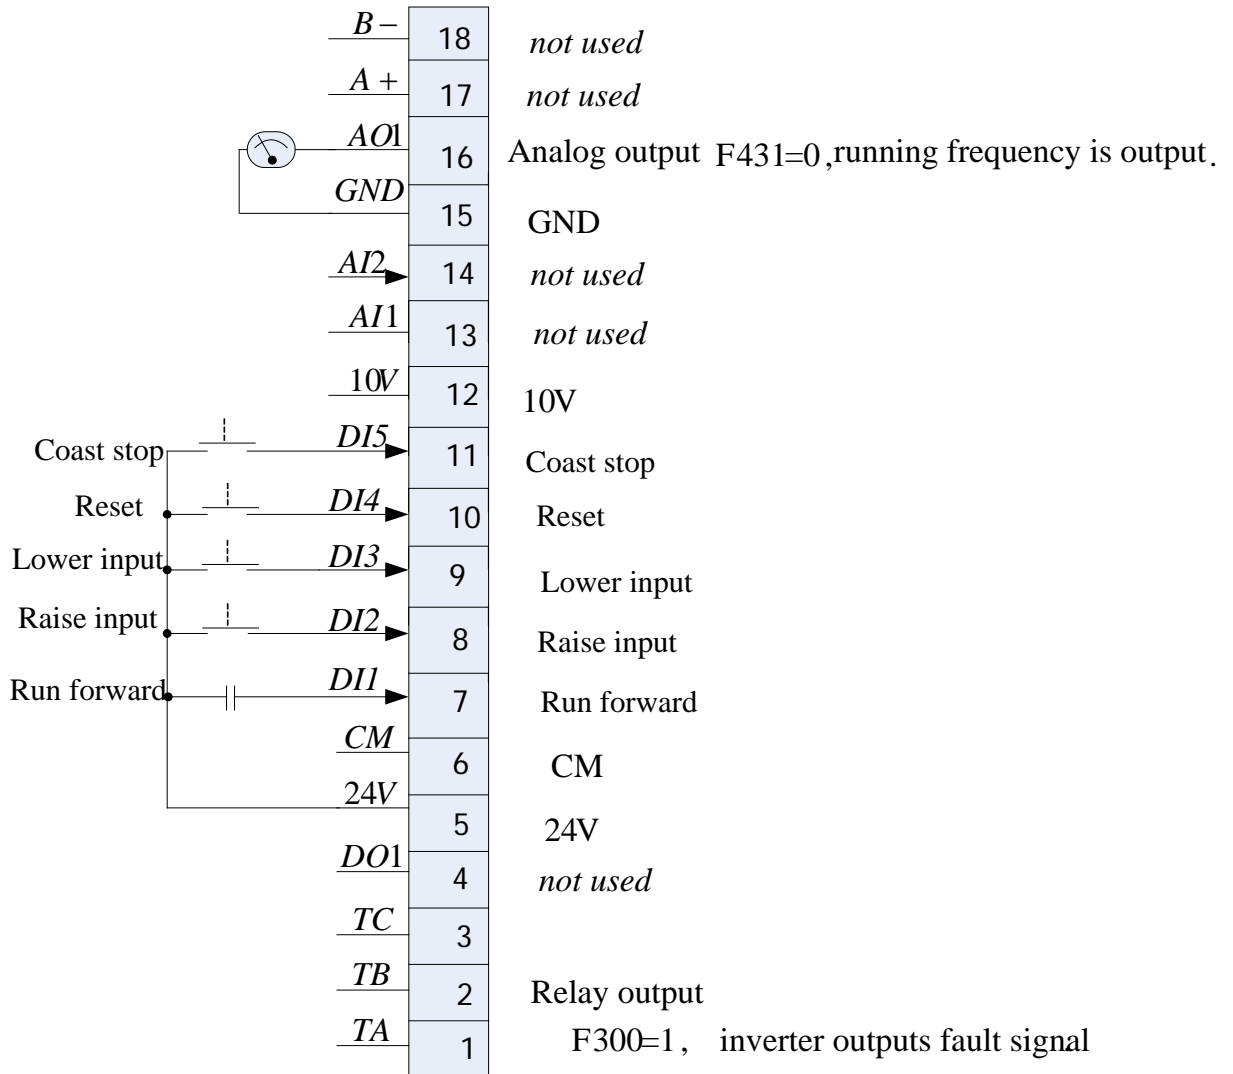 B − 18 not used
A + 17 not used
AO1 16 Analog output F431=0 ,running frequency is output.
GND 15 GND
AI2 14 not used
AI1 13 not used
10V 12 10V
Coast stop DI5 11 Coast stop
Reset DI4 10 Reset
Lower input DI3 9 Lower input
Raise input DI2 8 Raise input
Run forward DI1 7 Run forward
CM 6 CM
24V 5 24V
DO1 4 not used
TC 3
TB 2 Relay output
TA 1 F300=1 , inverter outputs fault signal